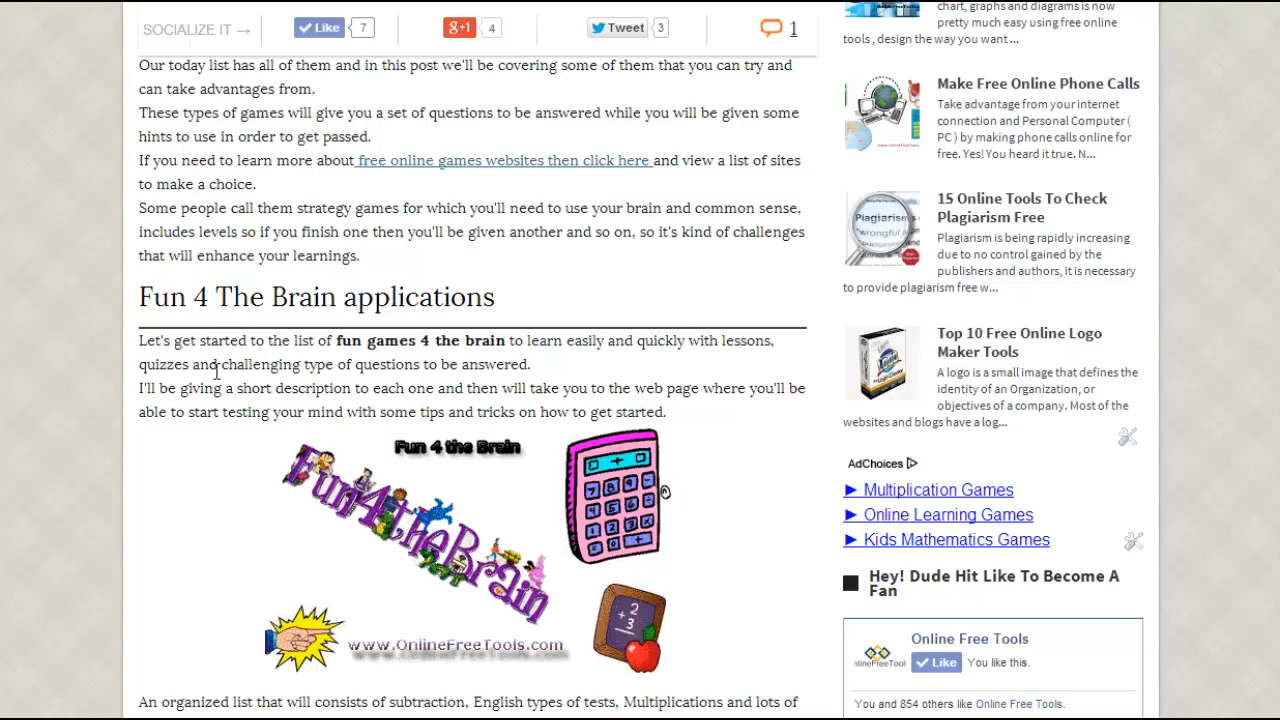 SOCIALIZE IT →
Like 7
g+1 4
Tweet 3
1
Our today list has all of them and in this post we'll be covering some of them that you can try and
can take advantages from.
These types of games will give you a set of questions to be answered while you will be given some
hints to use in order to get passed.
If you need to learn more about free online games websites then click here and view a list of sites
to make a choice.
Some people call them strategy games for which you'll need to use your brain and common sense,
includes levels so if you finish one then you'll be given another and so on, so it's kind of challenges
that will enhance your learnings.
Fun 4 The Brain applications
Let's get started to the list of fun games 4 the brain to learn easily and quickly with lessons,
quizzes and challenging type of questions to be answered.
I'll be giving a short description to each one and then will take you to the web page where you'll be
able to start testing your mind with some tips and tricks on how to get started.
Fun 4 the Brain
Fun4theBrain
7 8 9 -
4 5 6 ÷
1 2 3 x
www.OnlineFreeTools.com
2
+ 3
An organized list that will consists of subtraction, English types of tests, Multiplications and lots of
chart, graphs and diagrams is now
pretty much easy using free online
tools , design the way you want ...
Make Free Online Phone Calls
Take advantage from your internet
connection and Personal Computer (
PC ) by making phone calls online for
free. Yes! You heard it true. N...
15 Online Tools To Check
Plagiarism Free
Plagiarism is being rapidly increasing
due to no control gained by the
publishers and authors, it is necessary
to provide plagiarism free w...
Plagiarism
wrongful
Top 10 Free Online Logo
Maker Tools
A logo is a small image that defines the
identity of an Organization, or
objectives of a company. Most of the
websites and blogs have a log...
AdChoices
► Multiplication Games
► Online Learning Games
► Kids Mathematics Games
Hey! Dude Hit Like To Become A
Fan
Online Free Tools
Like You like this.
You and 854 others like Online Free Tools.